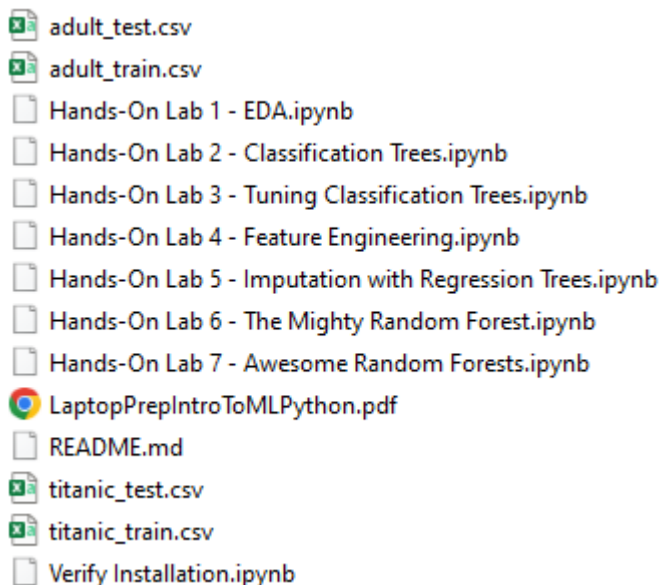 adult_test.csv
adult_train.csv
Hands-On Lab 1 - EDA.ipynb
Hands-On Lab 2 - Classification Trees.ipynb
Hands-On Lab 3 - Tuning Classification Trees.ipynb
Hands-On Lab 4 - Feature Engineering.ipynb
Hands-On Lab 5 - Imputation with Regression Trees.ipynb
Hands-On Lab 6 - The Mighty Random Forest.ipynb
Hands-On Lab 7 - Awesome Random Forests.ipynb
LaptopPrepIntroToMLPython.pdf
README.md
titanic_test.csv
titanic_train.csv
Verify Installation.ipynb